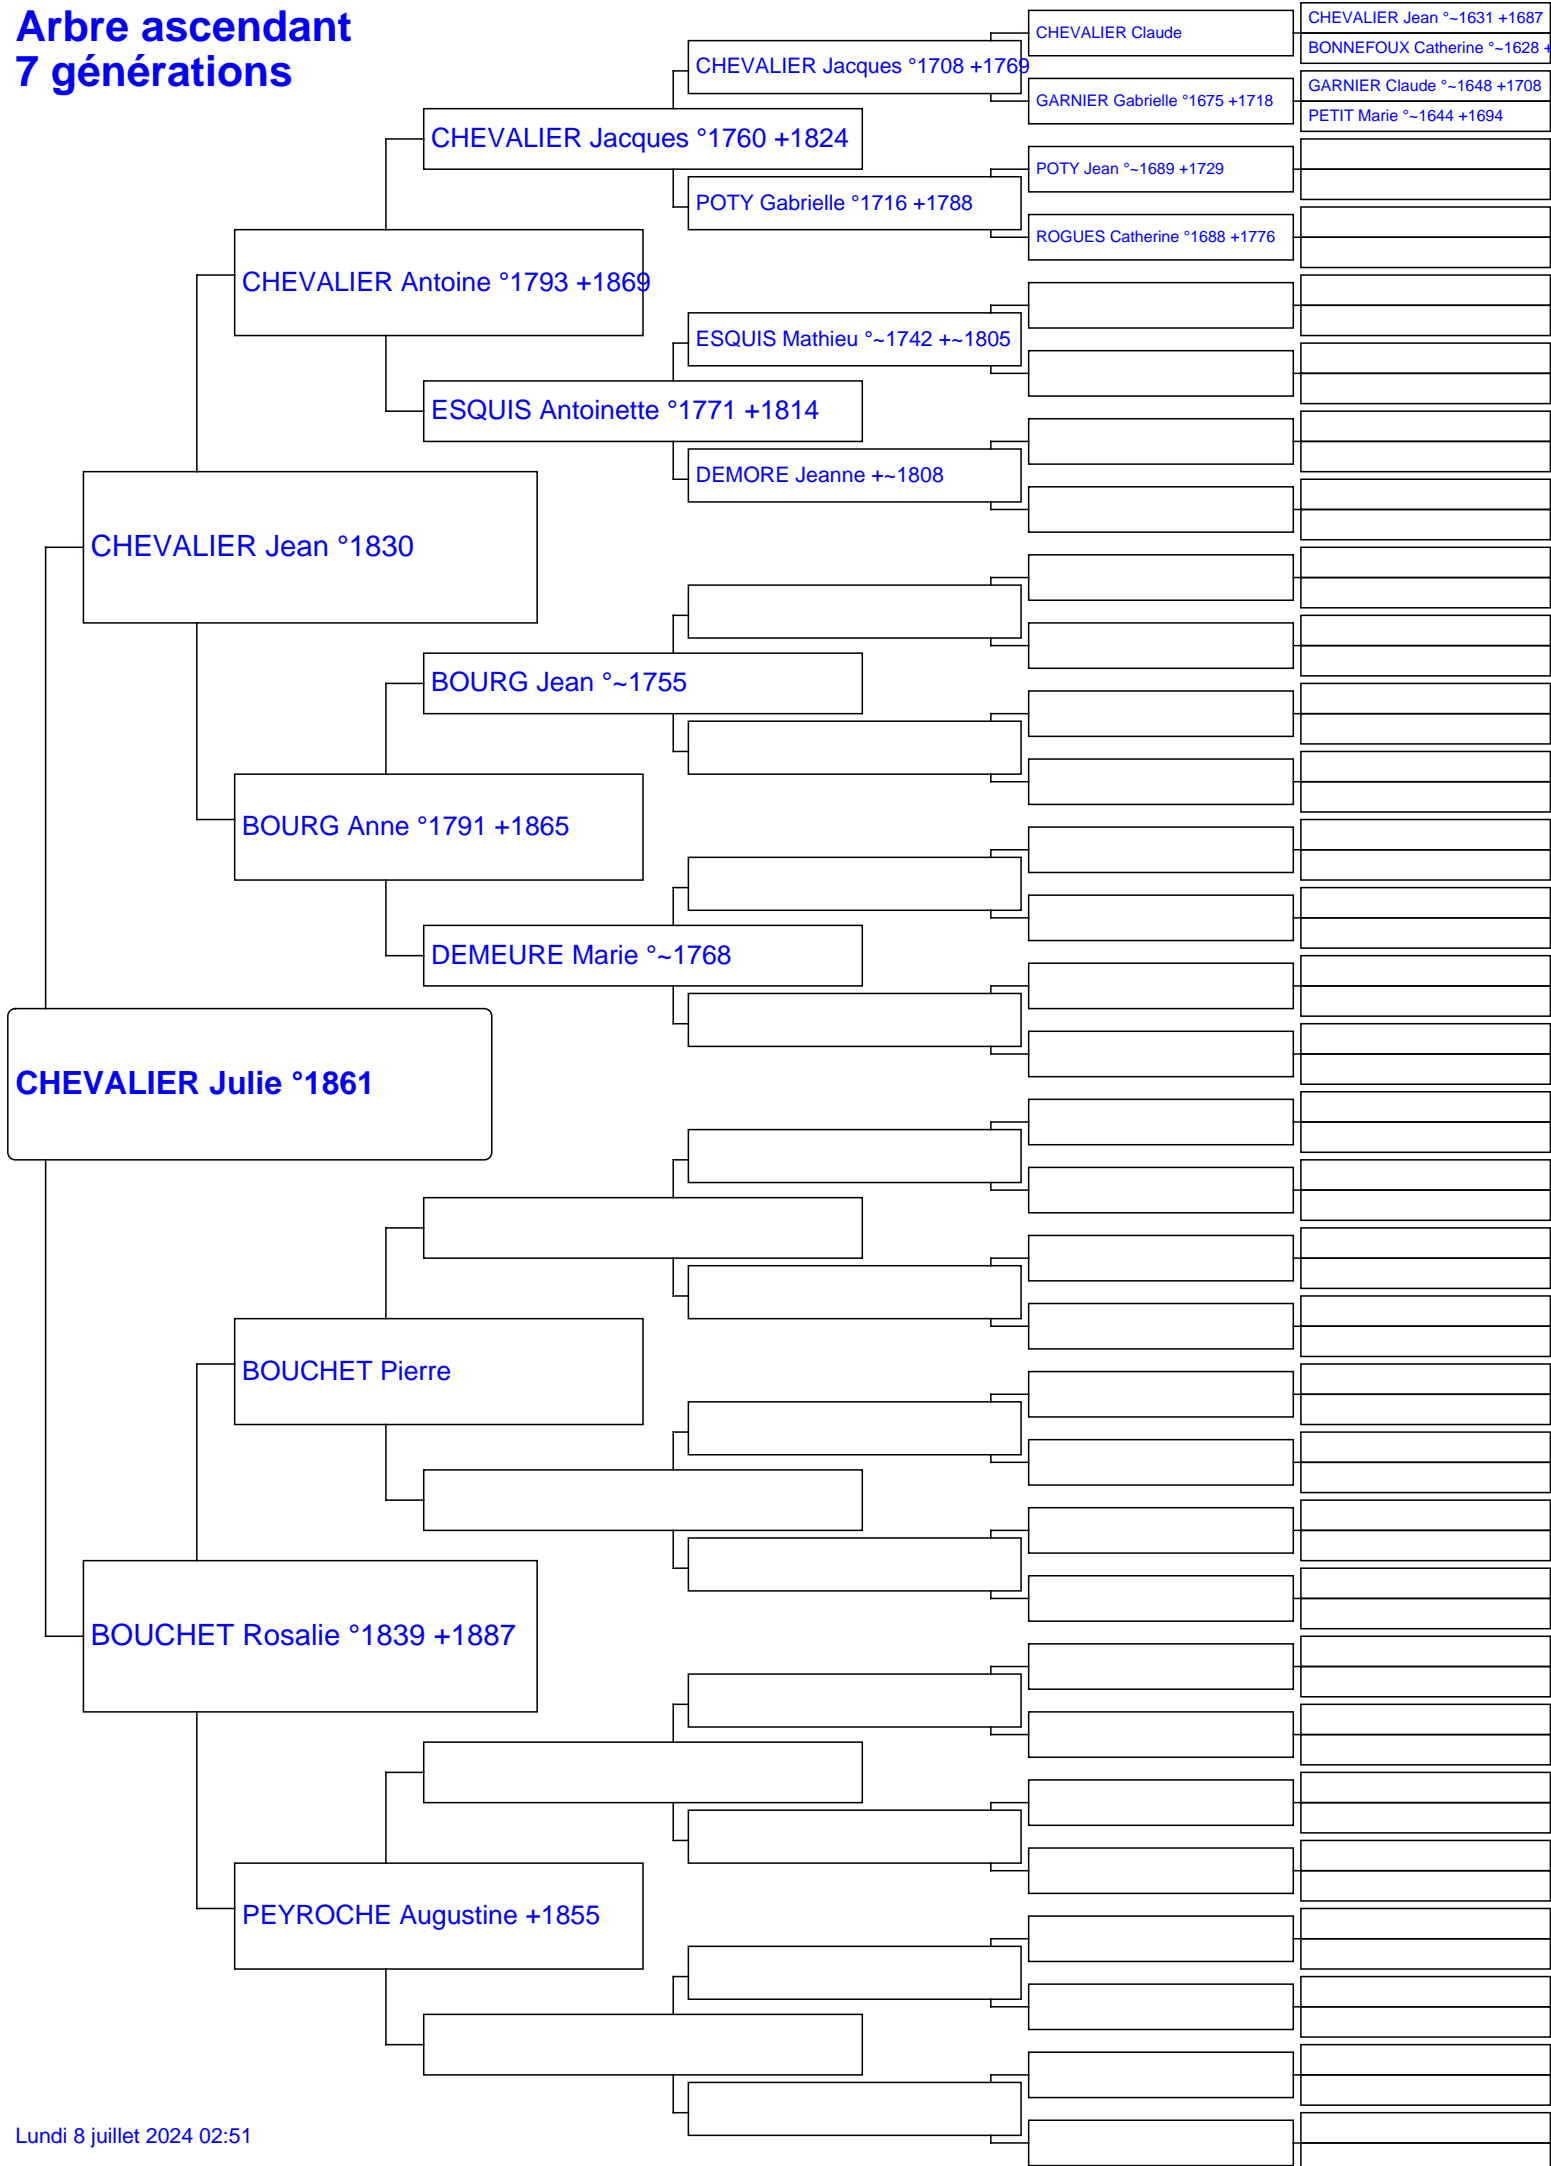 Arbre ascendant
7 générations
CHEVALIER Claude
CHEVALIER Jean °~1631 +1687
BONNEFOUX Catherine °~1628 +
CHEVALIER Jacques °1708 +1769
GARNIER Gabrielle °1675 +1718
GARNIER Claude °~1648 +1708
PETIT Marie °~1644 +1694
CHEVALIER Jacques °1760 +1824
POTY Jean °~1689 +1729
POTY Gabrielle °1716 +1788
ROGUES Catherine °1688 +1776
CHEVALIER Antoine °1793 +1869
ESQUIS Mathieu °~1742 +~1805
ESQUIS Antoinette °1771 +1814
DEMORE Jeanne +~1808
CHEVALIER Jean °1830
BOURG Jean °~1755
BOURG Anne °1791 +1865
DEMEURE Marie °~1768
CHEVALIER Julie °1861
BOUCHET Pierre
BOUCHET Rosalie °1839 +1887
PEYROCHE Augustine +1855
Lundi 8 juillet 2024 02:51